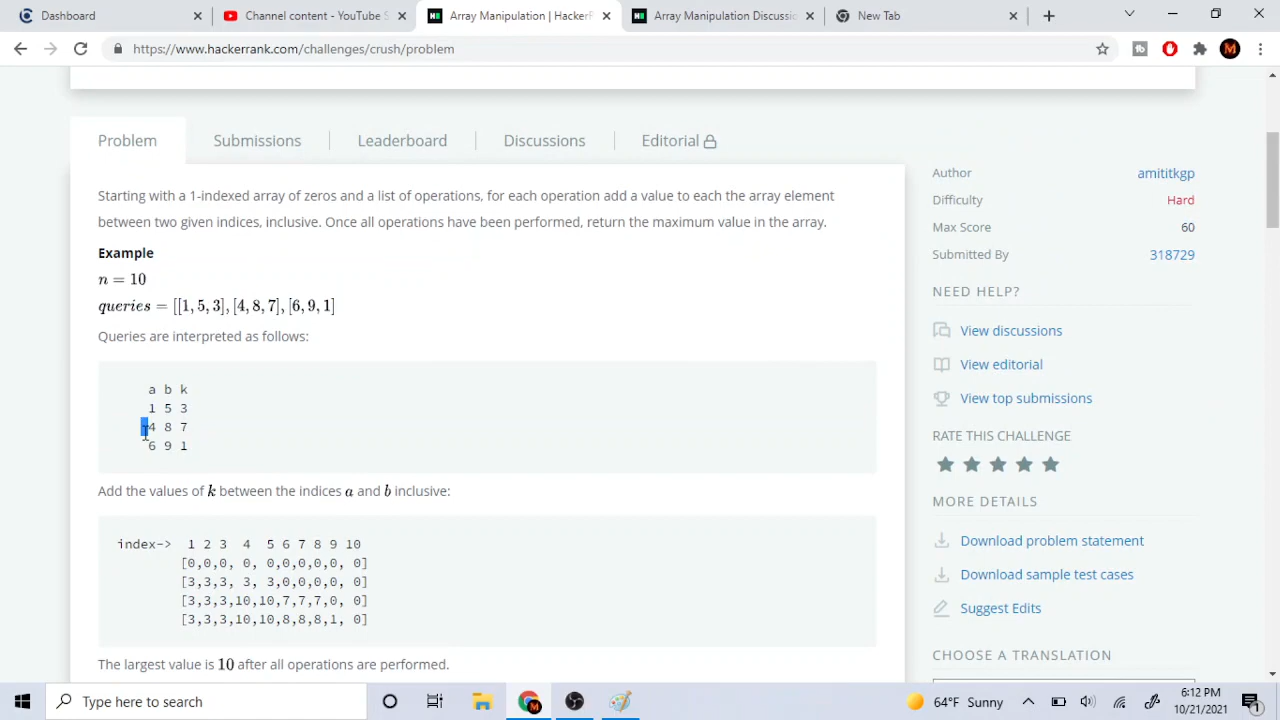 Dashboard
Channel content - YouTube S
Array Manipulation | HackerR
Array Manipulation Discussio
New Tab
https://www.hackerrank.com/challenges/crush/problem
Problem
Submissions
Leaderboard
Discussions
Editorial
Starting with a 1-indexed array of zeros and a list of operations, for each operation add a value to each the array element
between two given indices, inclusive. Once all operations have been performed, return the maximum value in the array.
Example
n = 10
queries = [[1, 5, 3], [4, 8, 7], [6, 9, 1]
Queries are interpreted as follows:
a b k
1 5 3
4 8 7
6 9 1
Add the values of k between the indices a and b inclusive:
index-> 1 2 3 4 5 6 7 8 9 10
[0,0,0, 0, 0,0,0,0,0, 0]
[3,3,3, 3, 3,0,0,0,0, 0]
[3,3,3,10,10,7,7,7,0, 0]
[3,3,3,10,10,8,8,8,1, 0]
The largest value is 10 after all operations are performed.
Author
amititkgp
Difficulty
Hard
Max Score
60
Submitted By
318729
NEED HELP?
View discussions
View editorial
View top submissions
RATE THIS CHALLENGE
MORE DETAILS
Download problem statement
Download sample test cases
Suggest Edits
CHOOSE A TRANSLATION
Type here to search
64°F Sunny
6:12 PM
10/21/2021